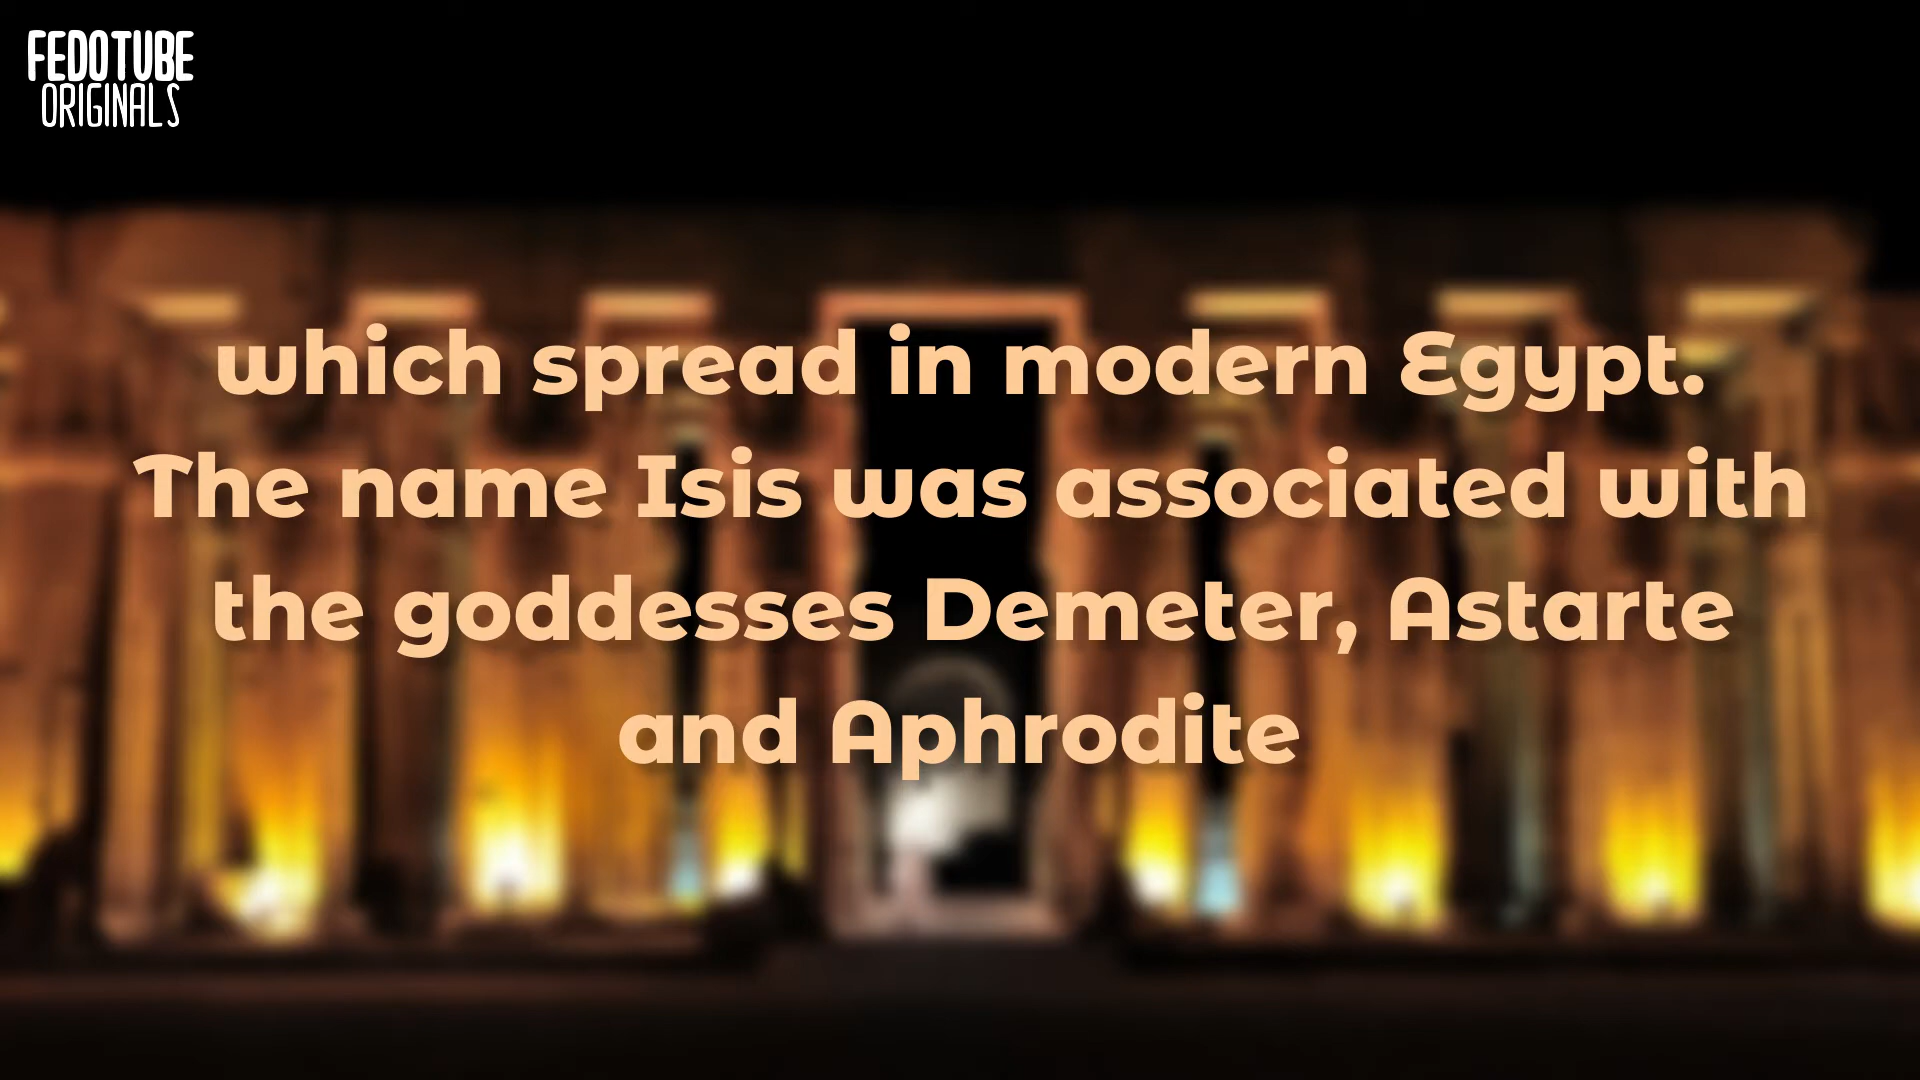 FEDOTUBE
ORIGINALS
which spread in modern Egypt.
The name Isis was associated with
the goddesses Demeter, Astarte
and Aphrodite